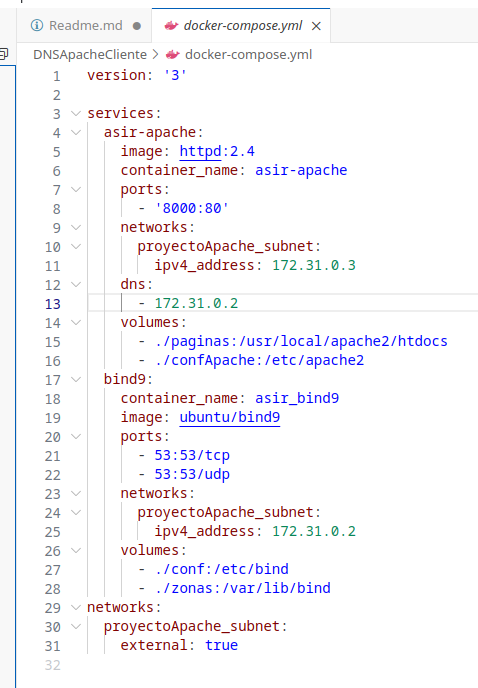 Readme.md docker-compose.yml
DNSApacheCliente > docker-compose.yml
1 version: '3'
2
3 services:
4 asir-apache:
5 image: httpd:2.4
6 container_name: asir-apache
7 ports:
8 - '8000:80'
9 networks:
10 proyectoApache_subnet:
11 ipv4_address: 172.31.0.3
12 dns:
13 - 172.31.0.2
14 volumes:
15 - ./paginas:/usr/local/apache2/htdocs
16 - ./confApache:/etc/apache2
17 bind9:
18 container_name: asir_bind9
19 image: ubuntu/bind9
20 ports:
21 - 53:53/tcp
22 - 53:53/udp
23 networks:
24 proyectoApache_subnet:
25 ipv4_address: 172.31.0.2
26 volumes:
27 - ./conf:/etc/bind
28 - ./zonas:/var/lib/bind
29 networks:
30 proyectoApache_subnet:
31 external: true
32